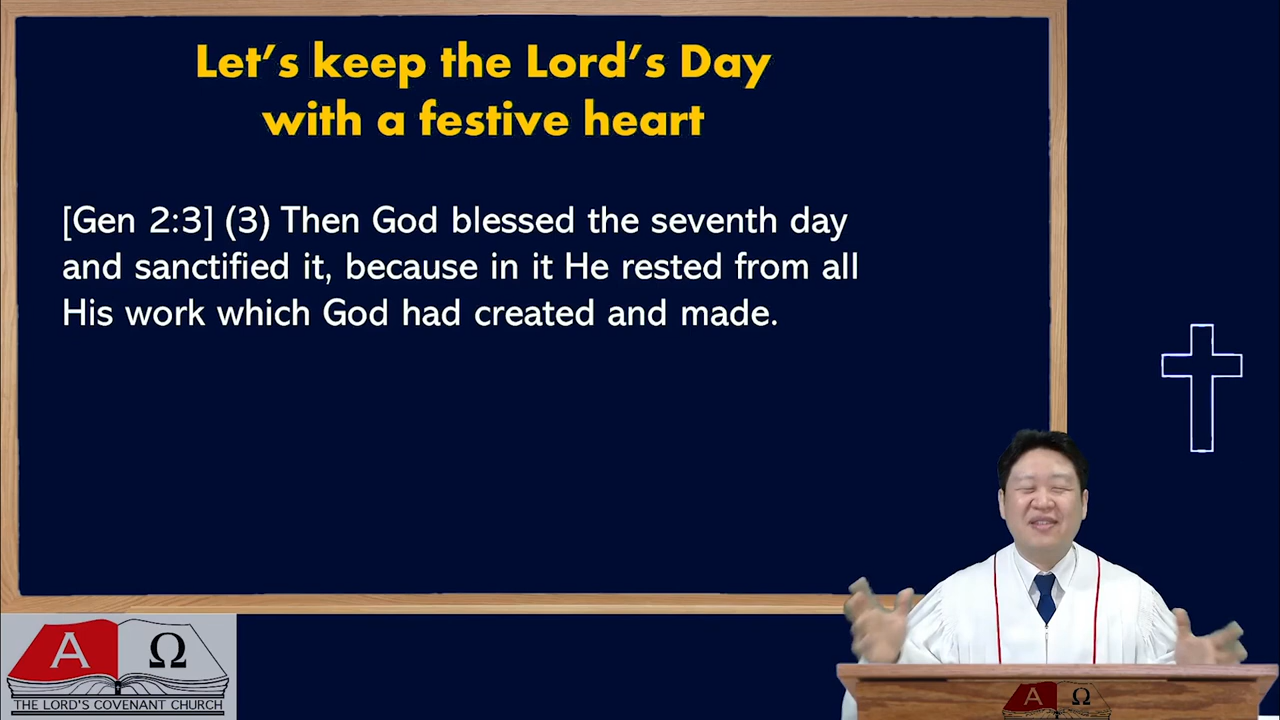 Let's keep the Lord's Day
with a festive heart
[Gen 2:3] (3) Then God blessed the seventh day
and sanctified it, because in it He rested from all
His work which God had created and made.
Α Ω
THE LORD'S COVENANT CHURCH
Α Ω